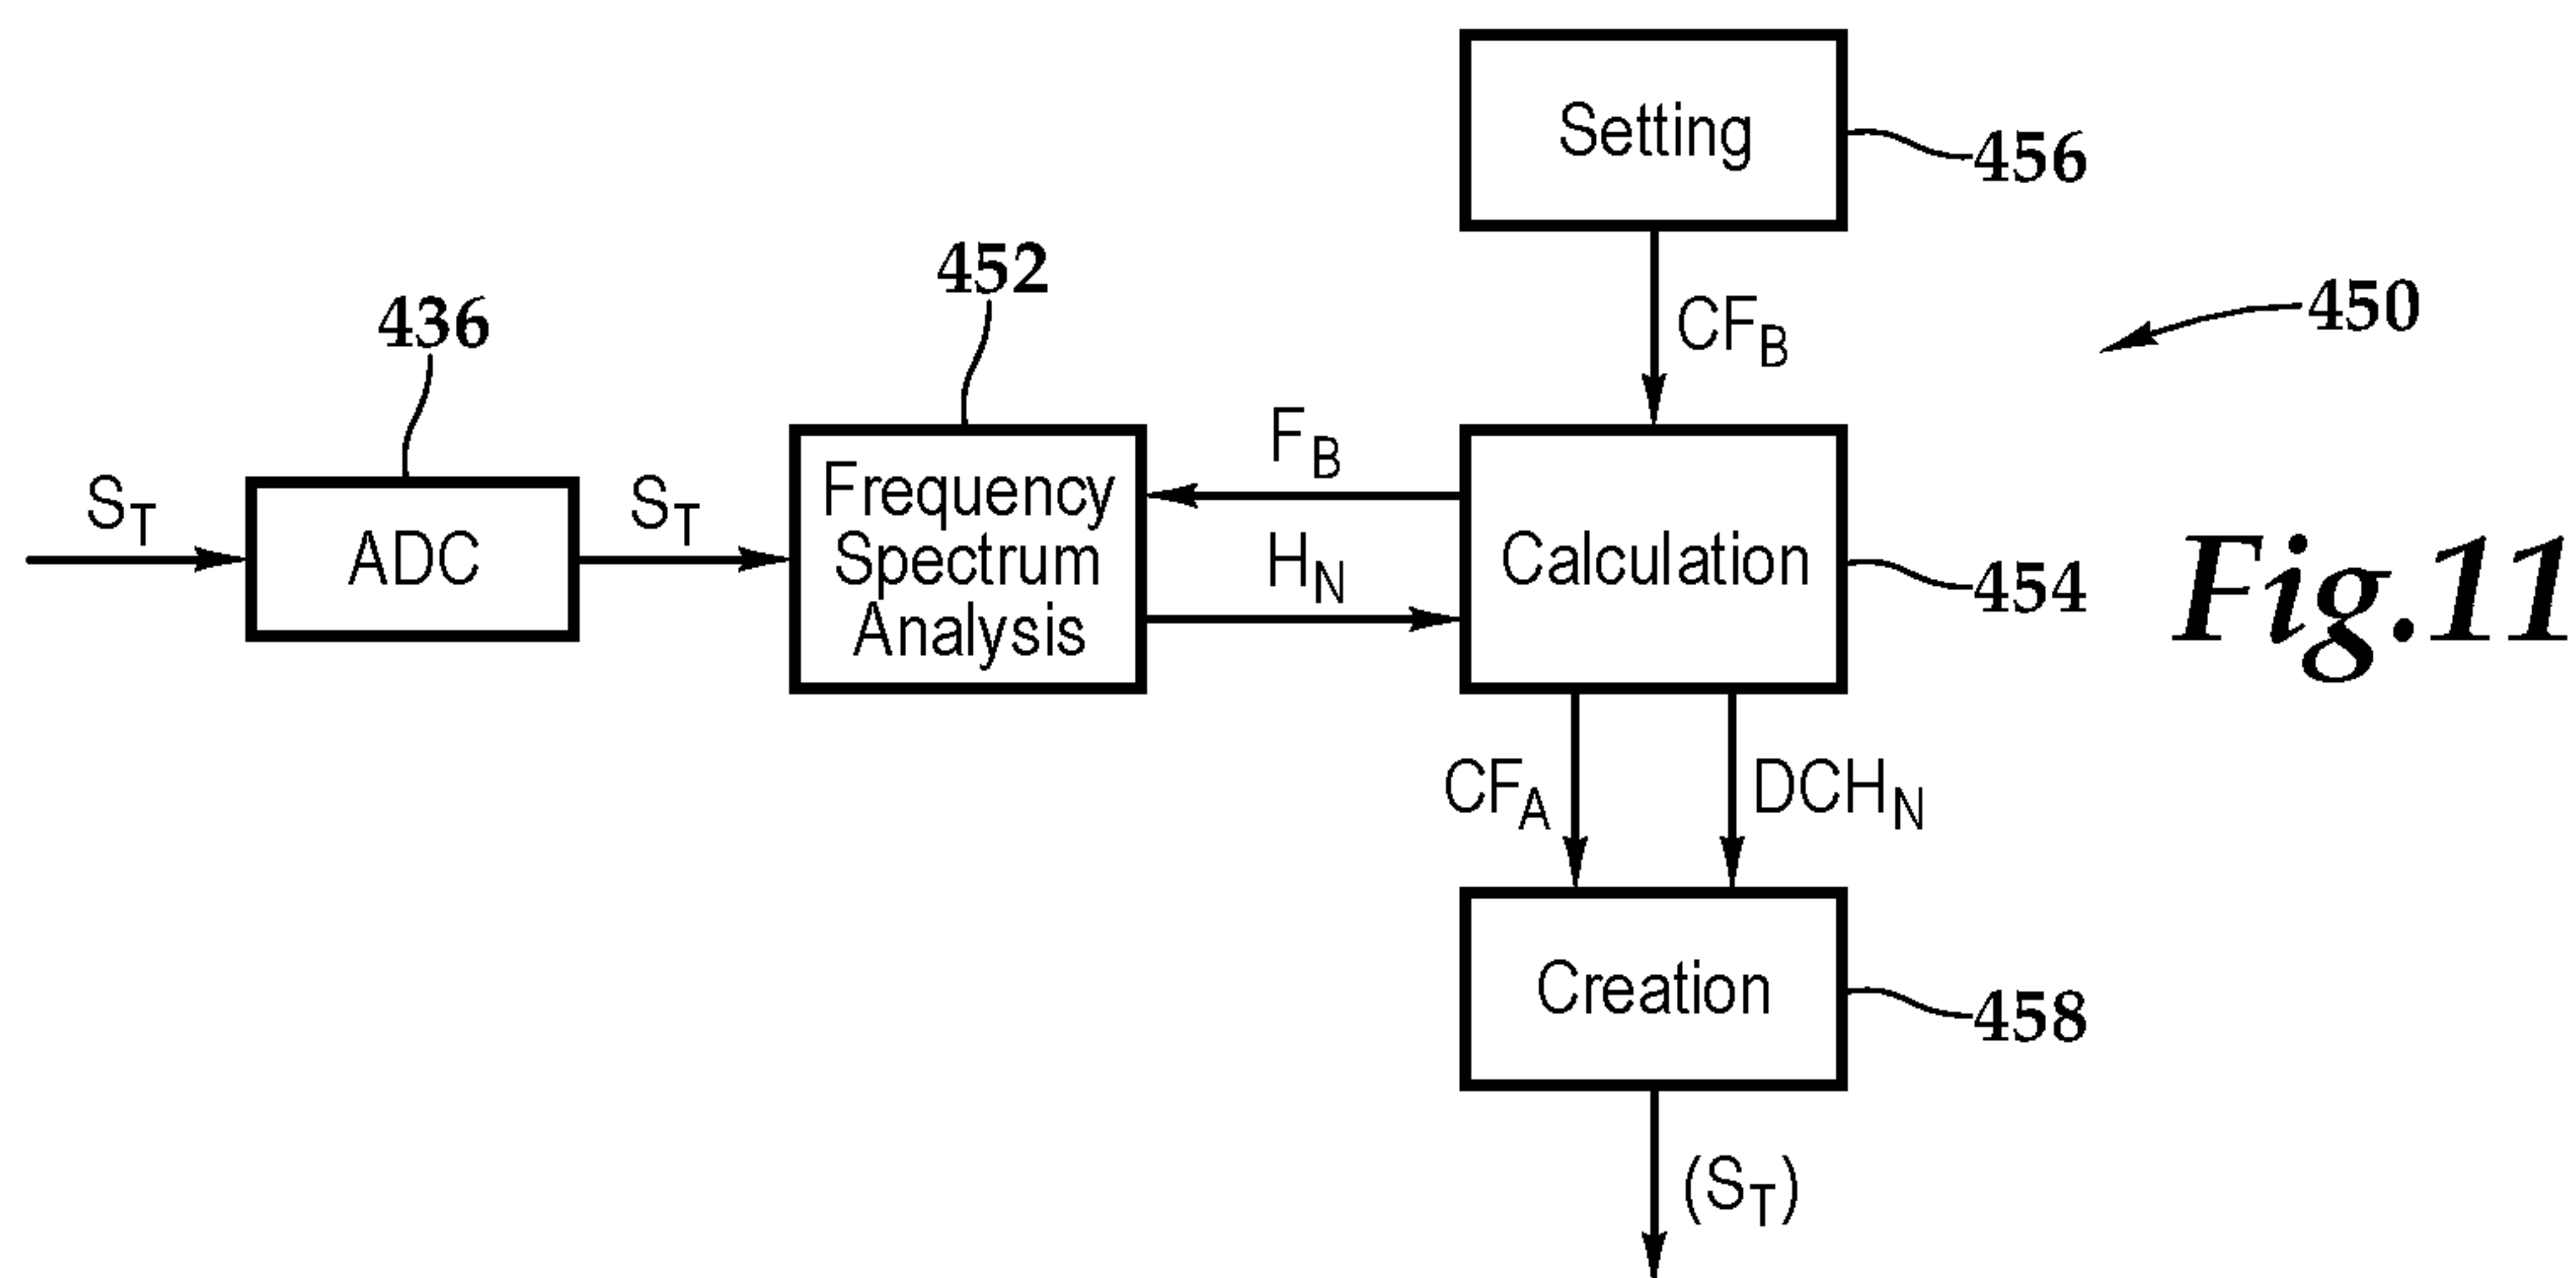 Setting
456
452
450
436
CF_B
F_B
S_T
ADC
S_T
Frequency
Spectrum
Analysis
H_N
Calculation
454
Fig.11
CF_A
DCH_N
Creation
458
(S_T)